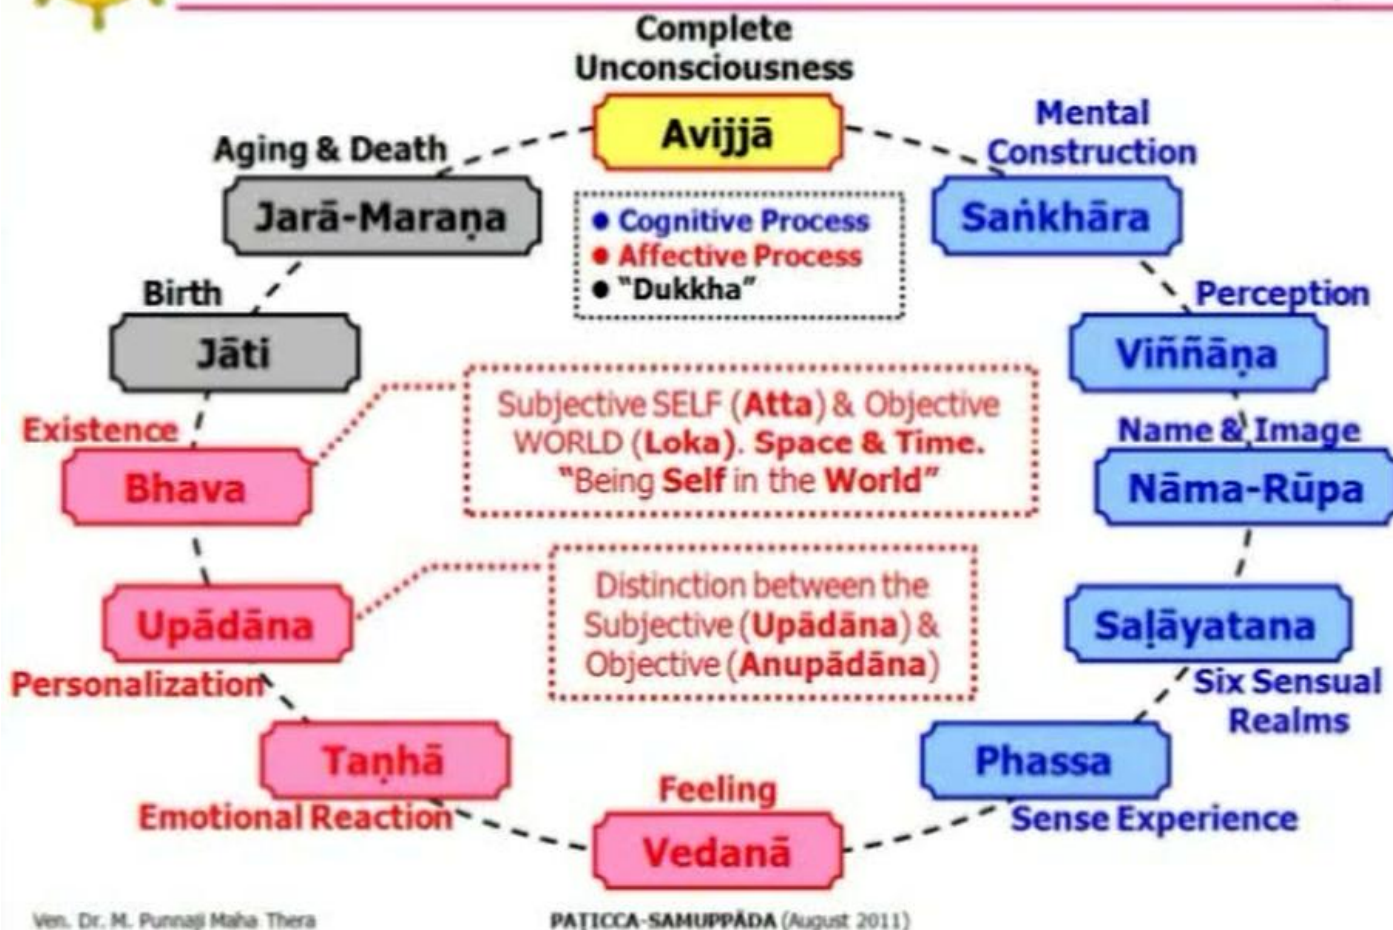 Complete
Unconsciousness
Avijjā
Mental
Construction
Saṅkhāra
Perception
Viññāṇa
Name & Image
Nāma-Rūpa
Saḷāyatana
Six Sensual
Realms
Phassa
Sense Experience
Feeling
Vedanā
Taṇhā
Emotional Reaction
Upādāna
Personalization
Existence
Bhava
Birth
Jāti
Aging & Death
Jarā-Maraṇa
• Cognitive Process
• Affective Process
• “Dukkha”
Subjective SELF (Atta) & Objective
WORLD (Loka). Space & Time.
“Being Self in the World”
Distinction between the
Subjective (Upādāna) &
Objective (Anupādāna)
Ven. Dr. M. Punnaji Maha Thera
PAṬICCA-SAMUPPĀDA (August 2011)